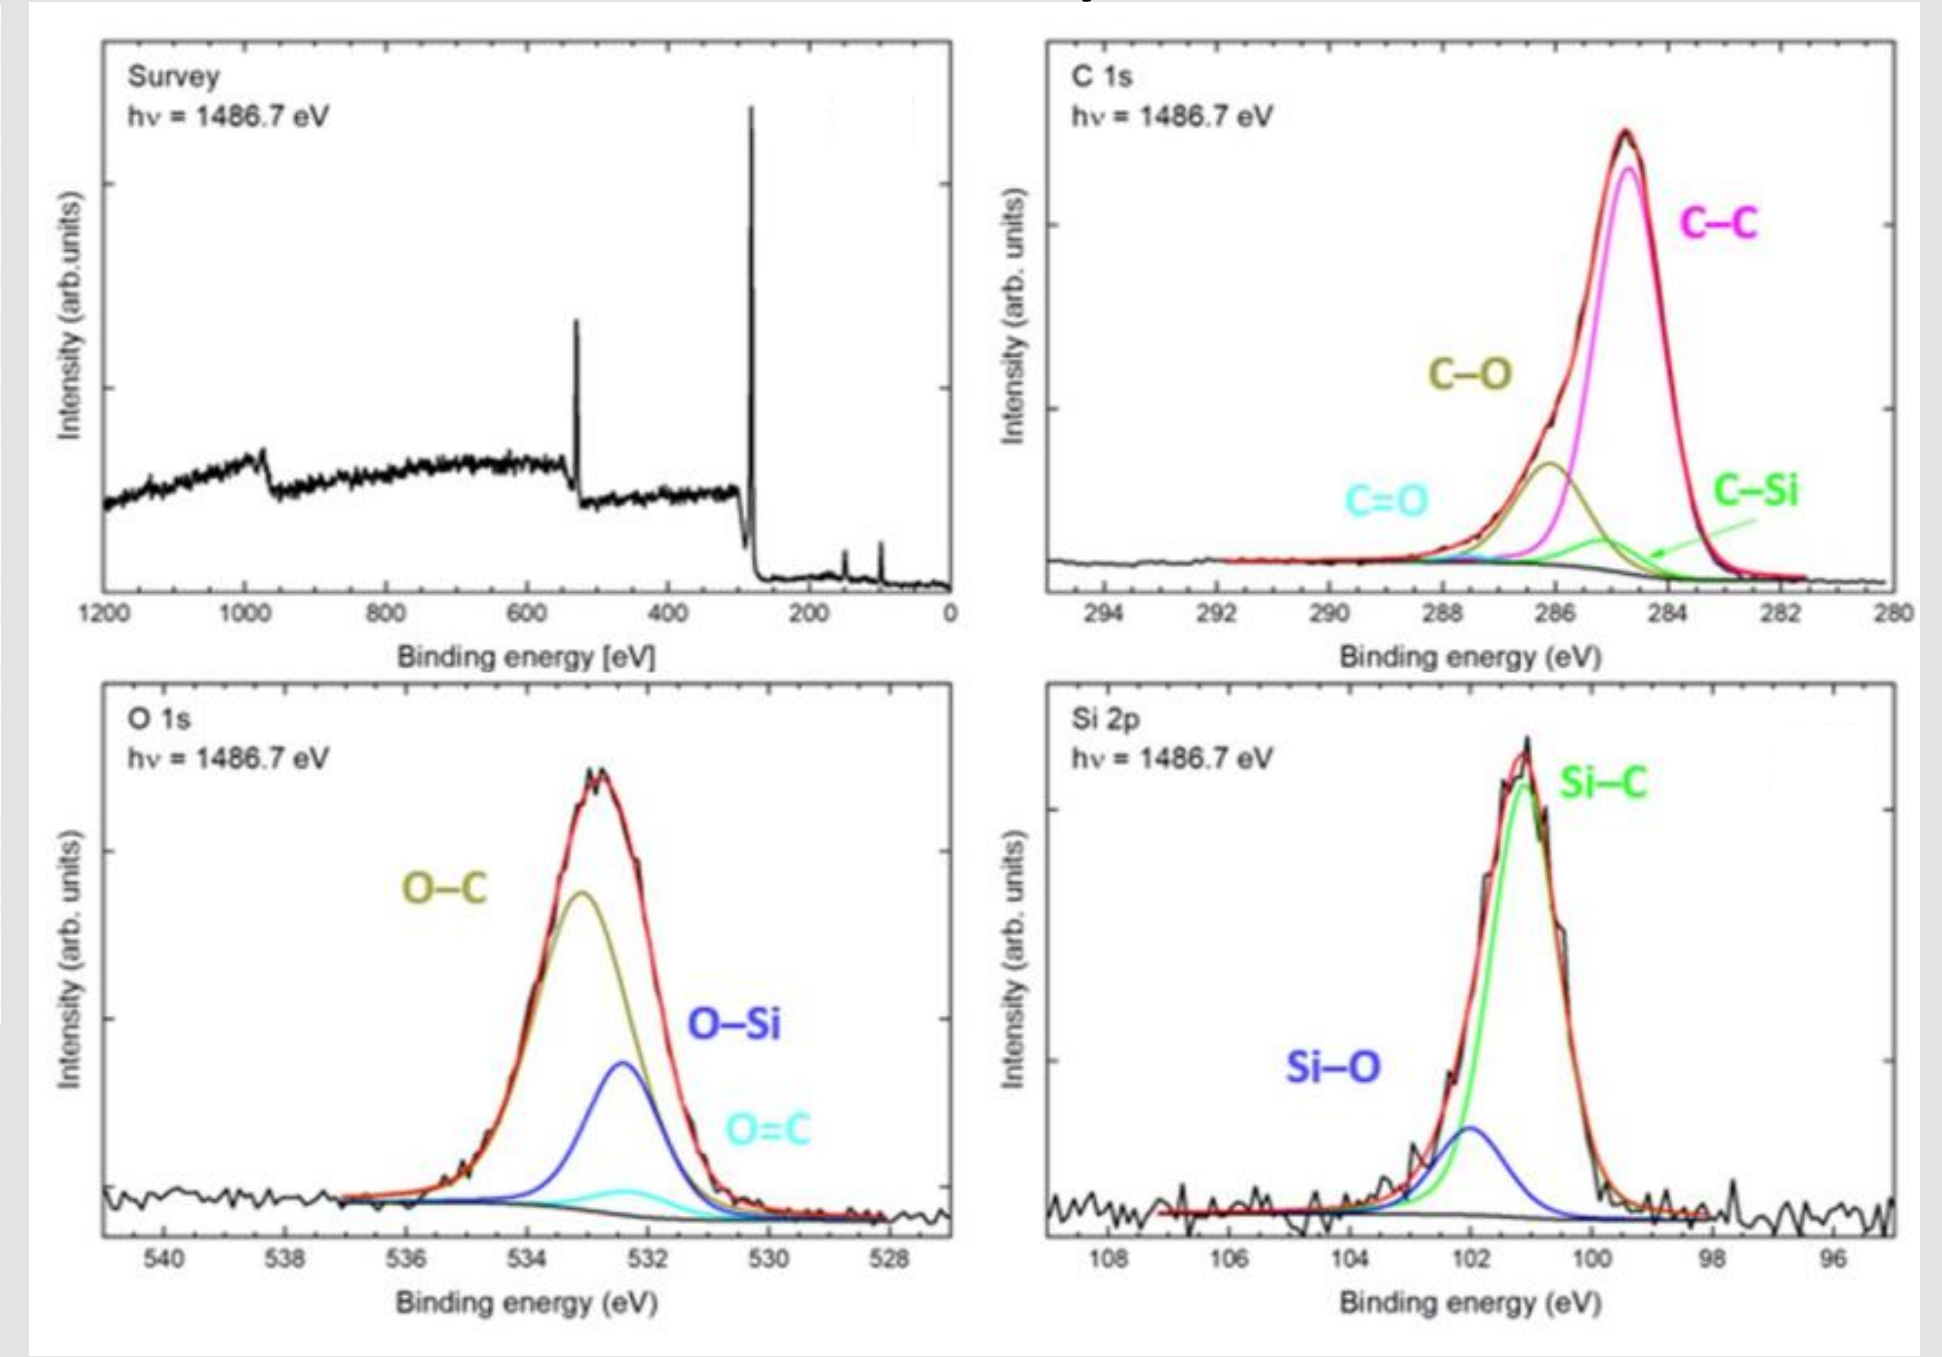 Survey
hν = 1486.7 eV
Intensity (arb.units)
1200 1000 800 600 400 200 0
Binding energy [eV]
C 1s
hν = 1486.7 eV
C–C
C–O
C=O
C–Si
Intensity (arb. units)
294 292 290 288 286 284 282 280
Binding energy (eV)
O 1s
hν = 1486.7 eV
O–C
O–Si
O=C
Intensity (arb. units)
540 538 536 534 532 530 528
Binding energy (eV)
Si 2p
hν = 1486.7 eV
Si–C
Si–O
Intensity (arb. units)
108 106 104 102 100 98 96
Binding energy (eV)